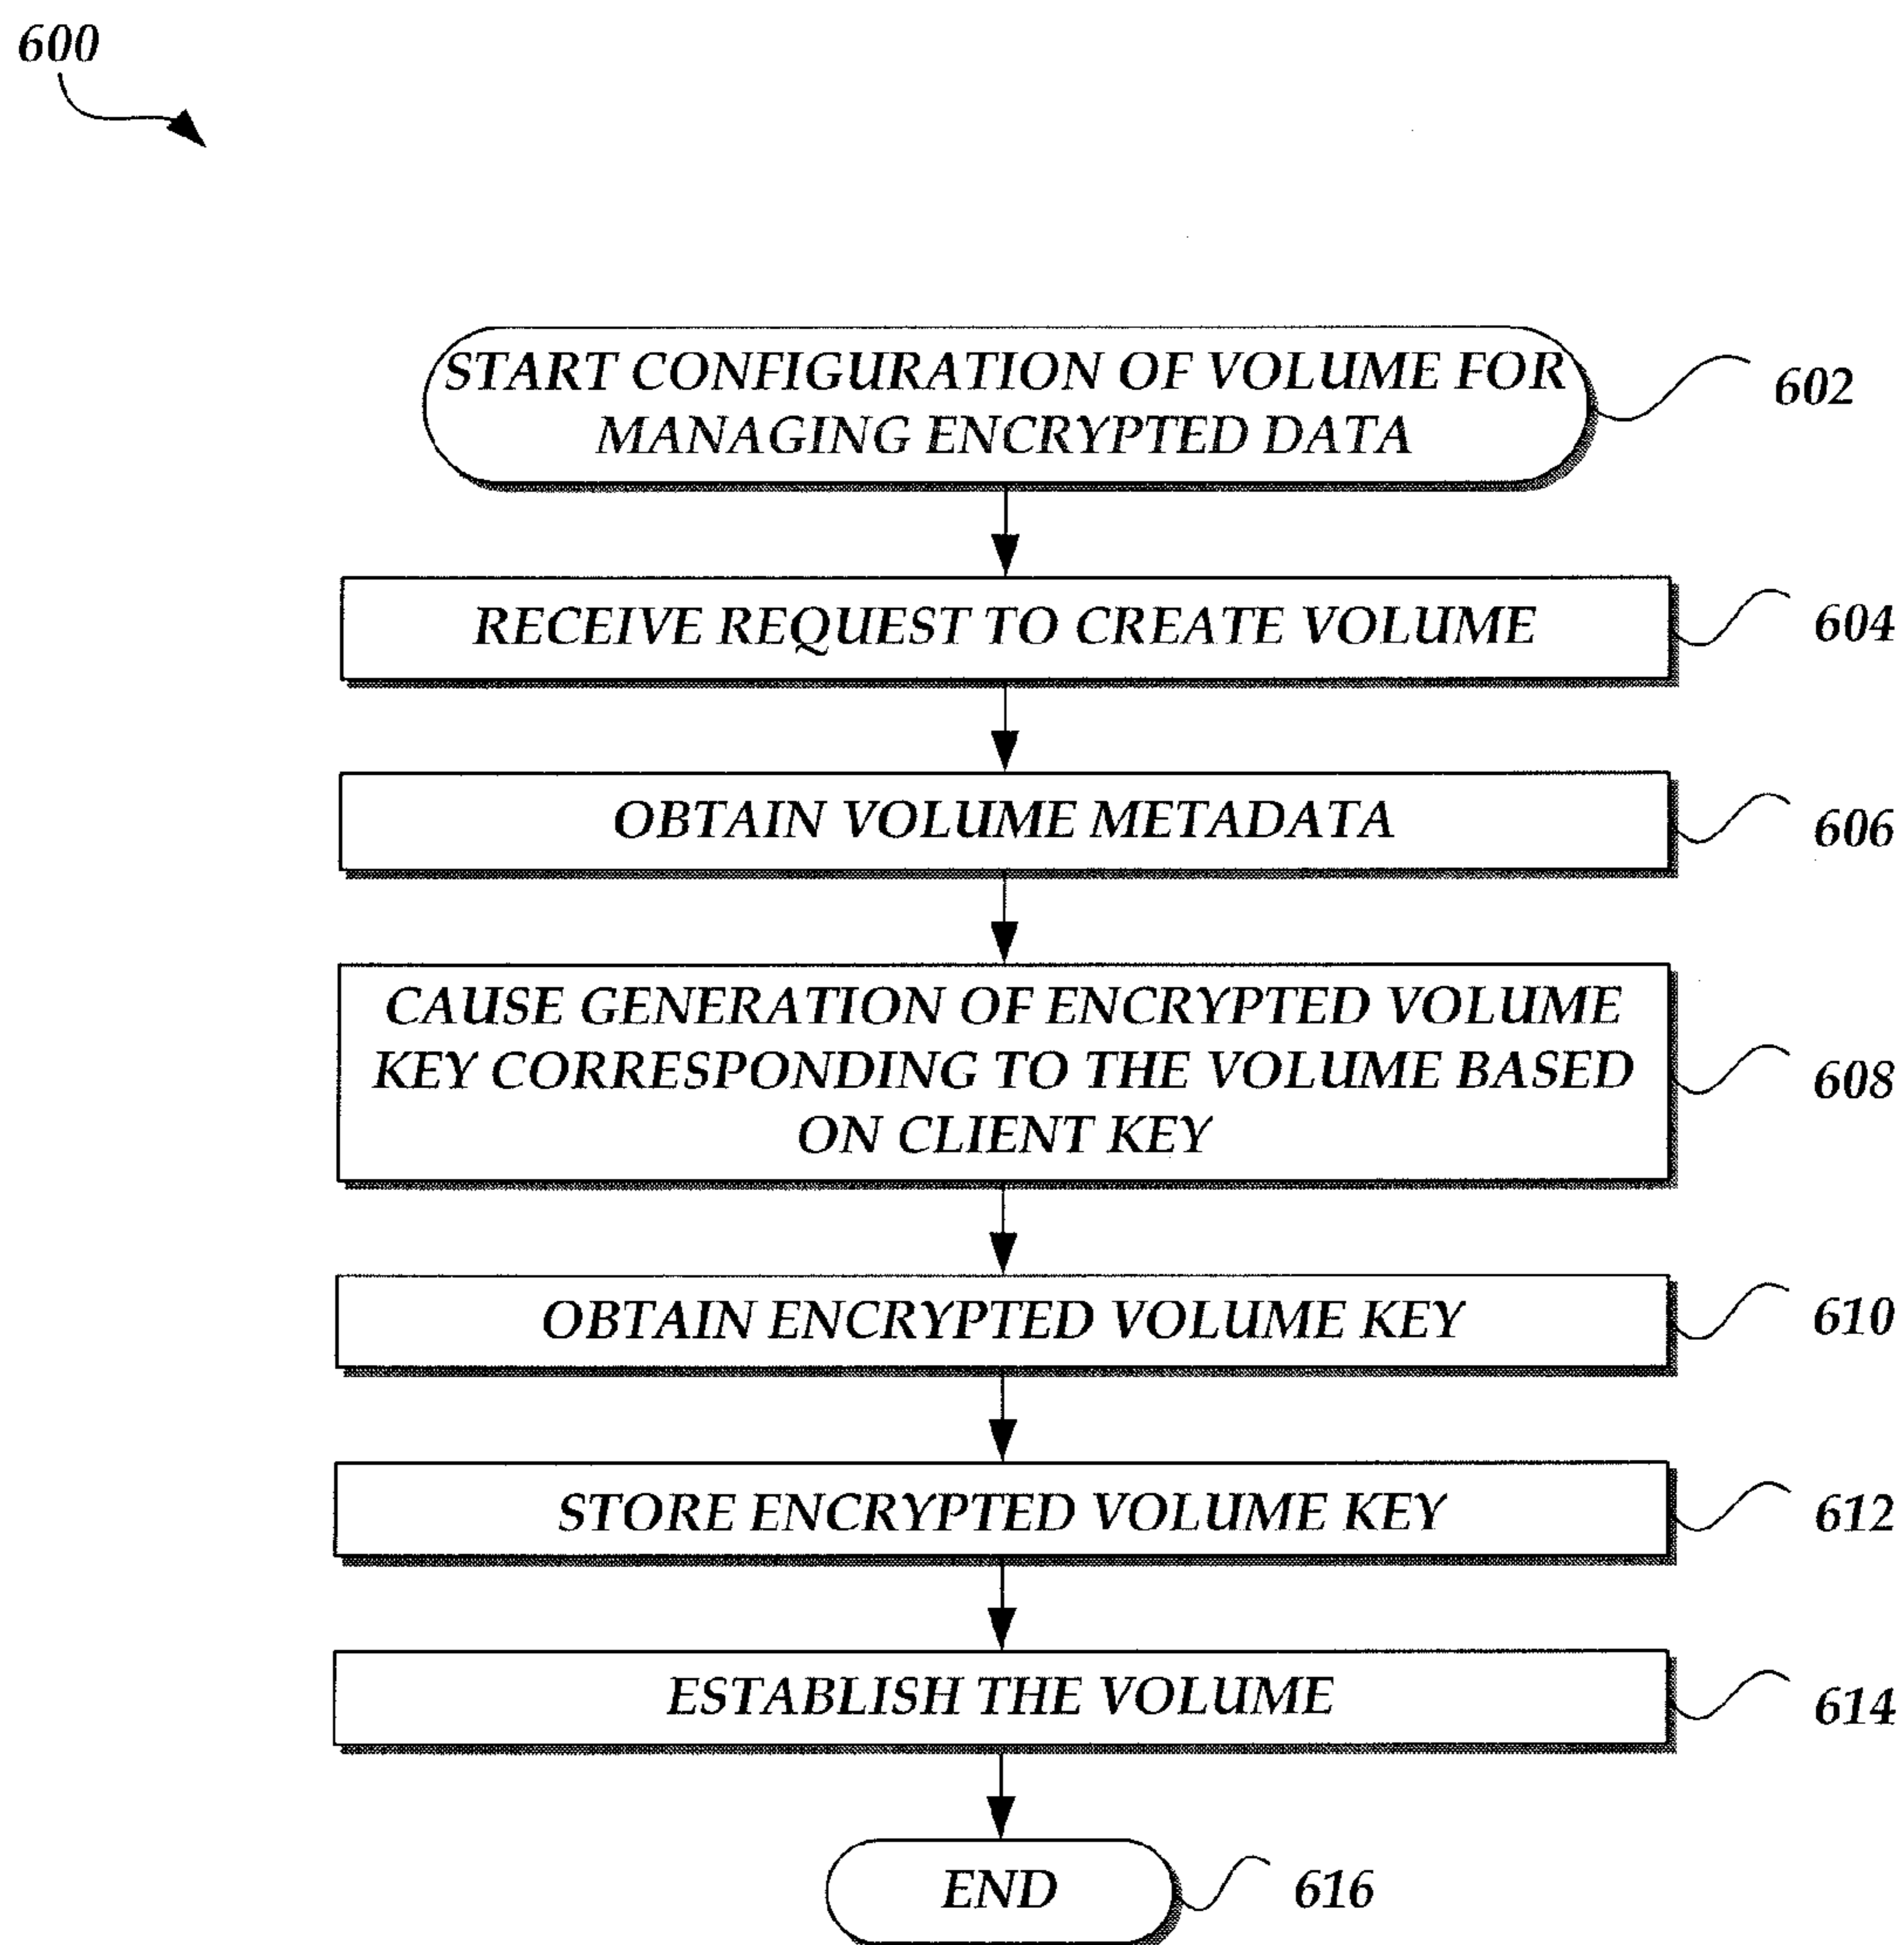 600
START CONFIGURATION OF VOLUME FOR
MANAGING ENCRYPTED DATA
602
RECEIVE REQUEST TO CREATE VOLUME
604
OBTAIN VOLUME METADATA
606
CAUSE GENERATION OF ENCRYPTED VOLUME
KEY CORRESPONDING TO THE VOLUME BASED
ON CLIENT KEY
608
OBTAIN ENCRYPTED VOLUME KEY
610
STORE ENCRYPTED VOLUME KEY
612
ESTABLISH THE VOLUME
614
END
616